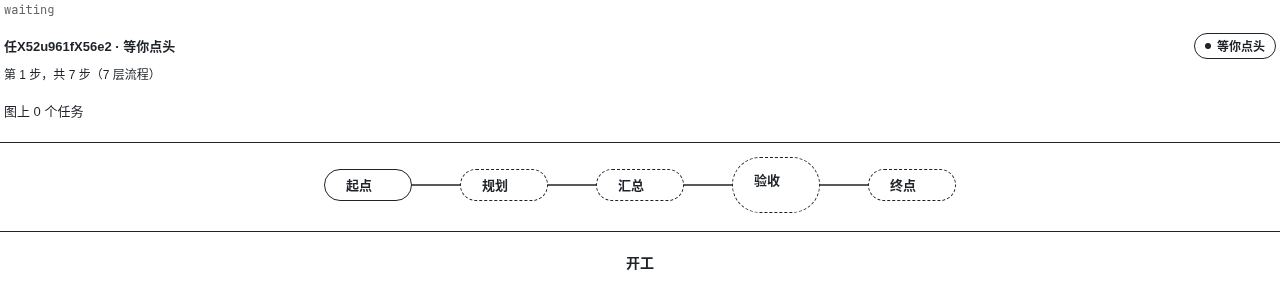 waiting
任X52u961fX56e2 · 等你点头
等你点头
第 1 步，共 7 步（7 层流程）
图上 0 个任务
起点
规划
汇总
验收
终点
开工